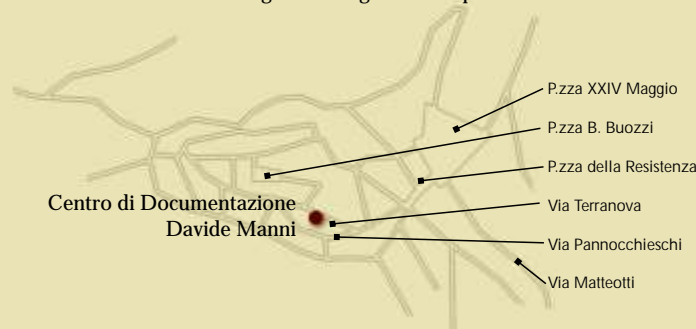 P.zza XXIV Maggio
P.zza B. Buozzi
P.zza della Resistenza
Centro di Documentazione
Davide Manni
Via Terranova
Via Pannocchieschi
Via Matteotti